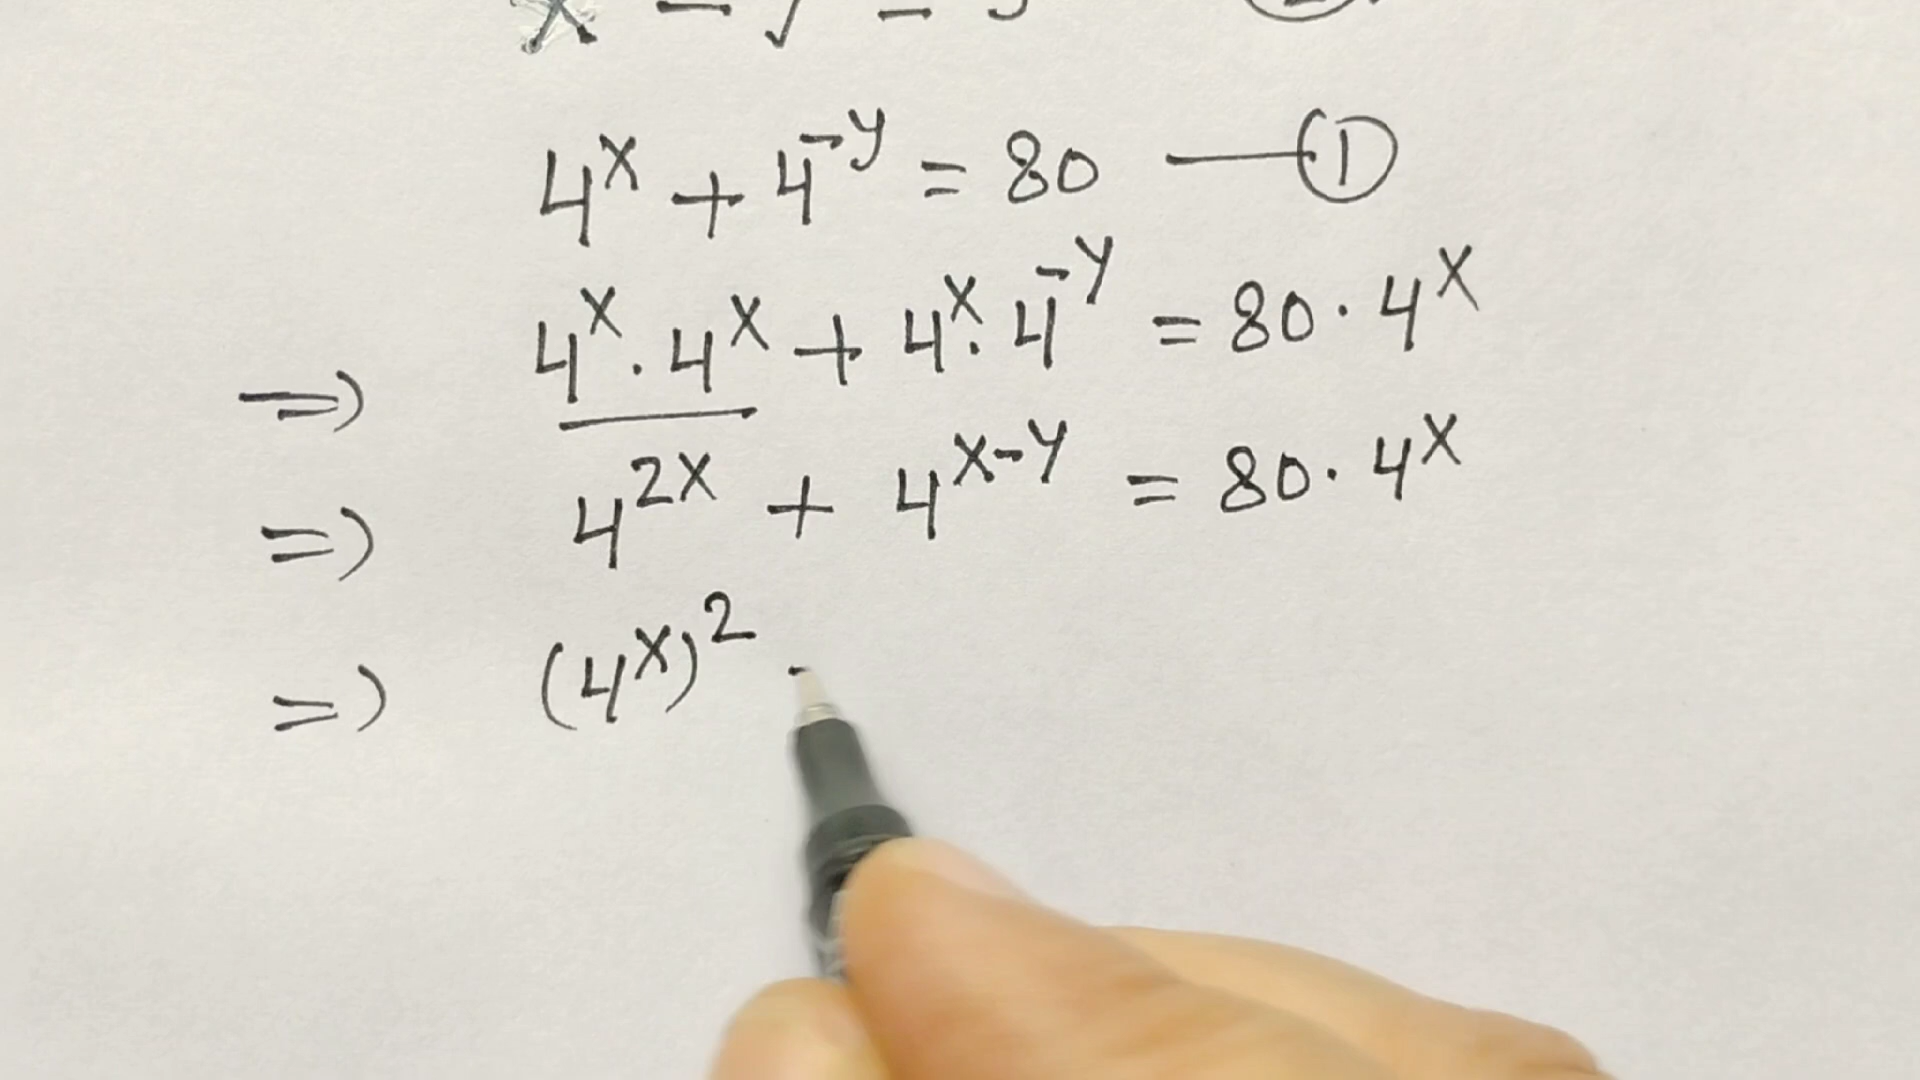 4^x + 4^-y = 80 — ①
=> 4^x · 4^x + 4^x · 4^-y = 80 · 4^x
=> 4^2x + 4^x-y = 80 · 4^x
=> (4^x)^2 -